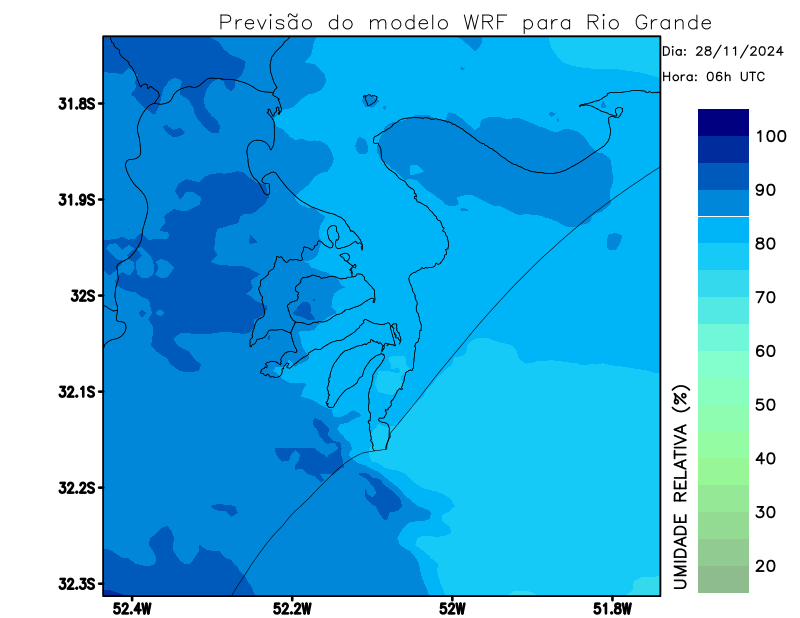 Previsão do modelo WRF para Rio Grande
Dia: 28/11/2024
Hora: 06h UTC
31.8S
31.9S
32S
32.1S
32.2S
32.3S
52.4W
52.2W
52W
51.8W
100
90
80
70
60
50
40
30
20
UMIDADE RELATIVA (%)